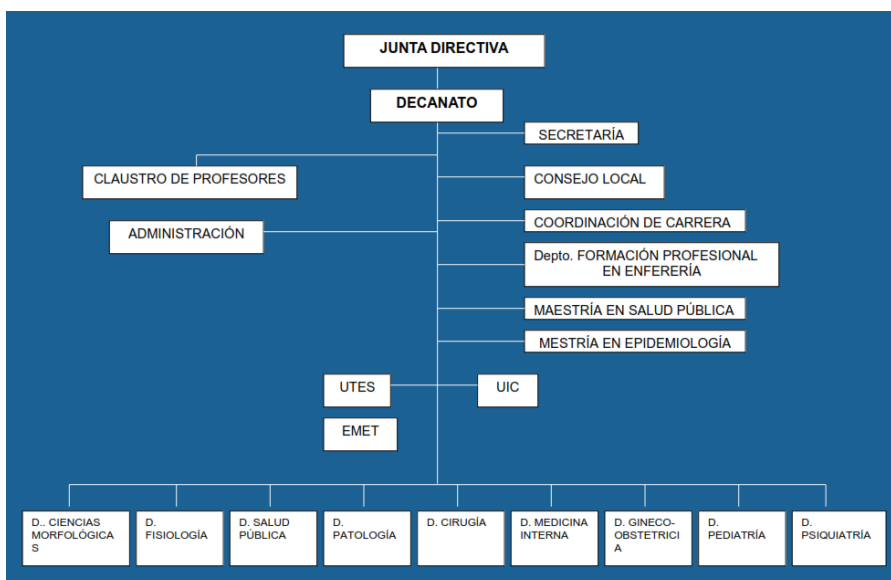 JUNTA DIRECTIVA
DECANATO
SECRETARÍA
CLAUSTRO DE PROFESORES
CONSEJO LOCAL
COORDINACIÓN DE CARRERA
ADMINISTRACIÓN
Depto. FORMACIÓN PROFESIONAL
EN ENFERERÍA
MAESTRÍA EN SALUD PÚBLICA
MESTRÍA EN EPIDEMIOLOGÍA
UTES
UIC
EMET
D.. CIENCIAS
MORFOLÓGICA
S
D.
FISIOLOGÍA
D. SALUD
PÚBLICA
D.
PATOLOGÍA
D. CIRUGÍA
D. MEDICINA
INTERNA
D. GINECO-
OBSTETRICI
A
D.
PEDIATRÍA
D.
PSIQUIATRÍA